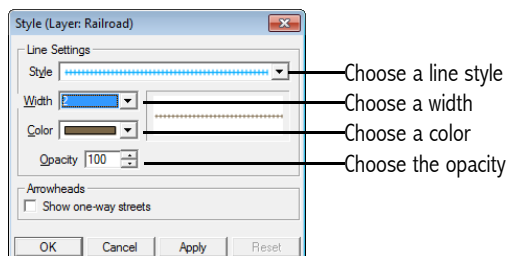 Style (Layer: Railroad)
Line Settings
Style
Choose a line style
Width 2
Choose a width
Color
Choose a color
Opacity 100
Choose the opacity
Arrowheads
Show one-way streets
OK Cancel Apply Reset